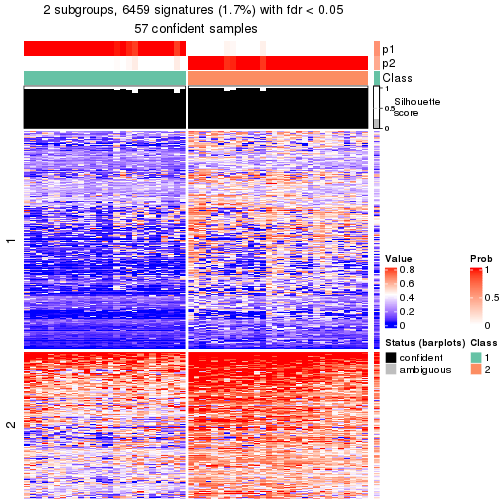 2 subgroups, 6459 signatures (1.7%) with fdr < 0.05
57 confident samples
p1
p2
Class
1
0.5
0
Silhouette
score
1
2
Value
0.8
0.6
0.4
0.2
0
Prob
1
0.5
0
Status (barplots)
confident
ambiguous
Class
1
2